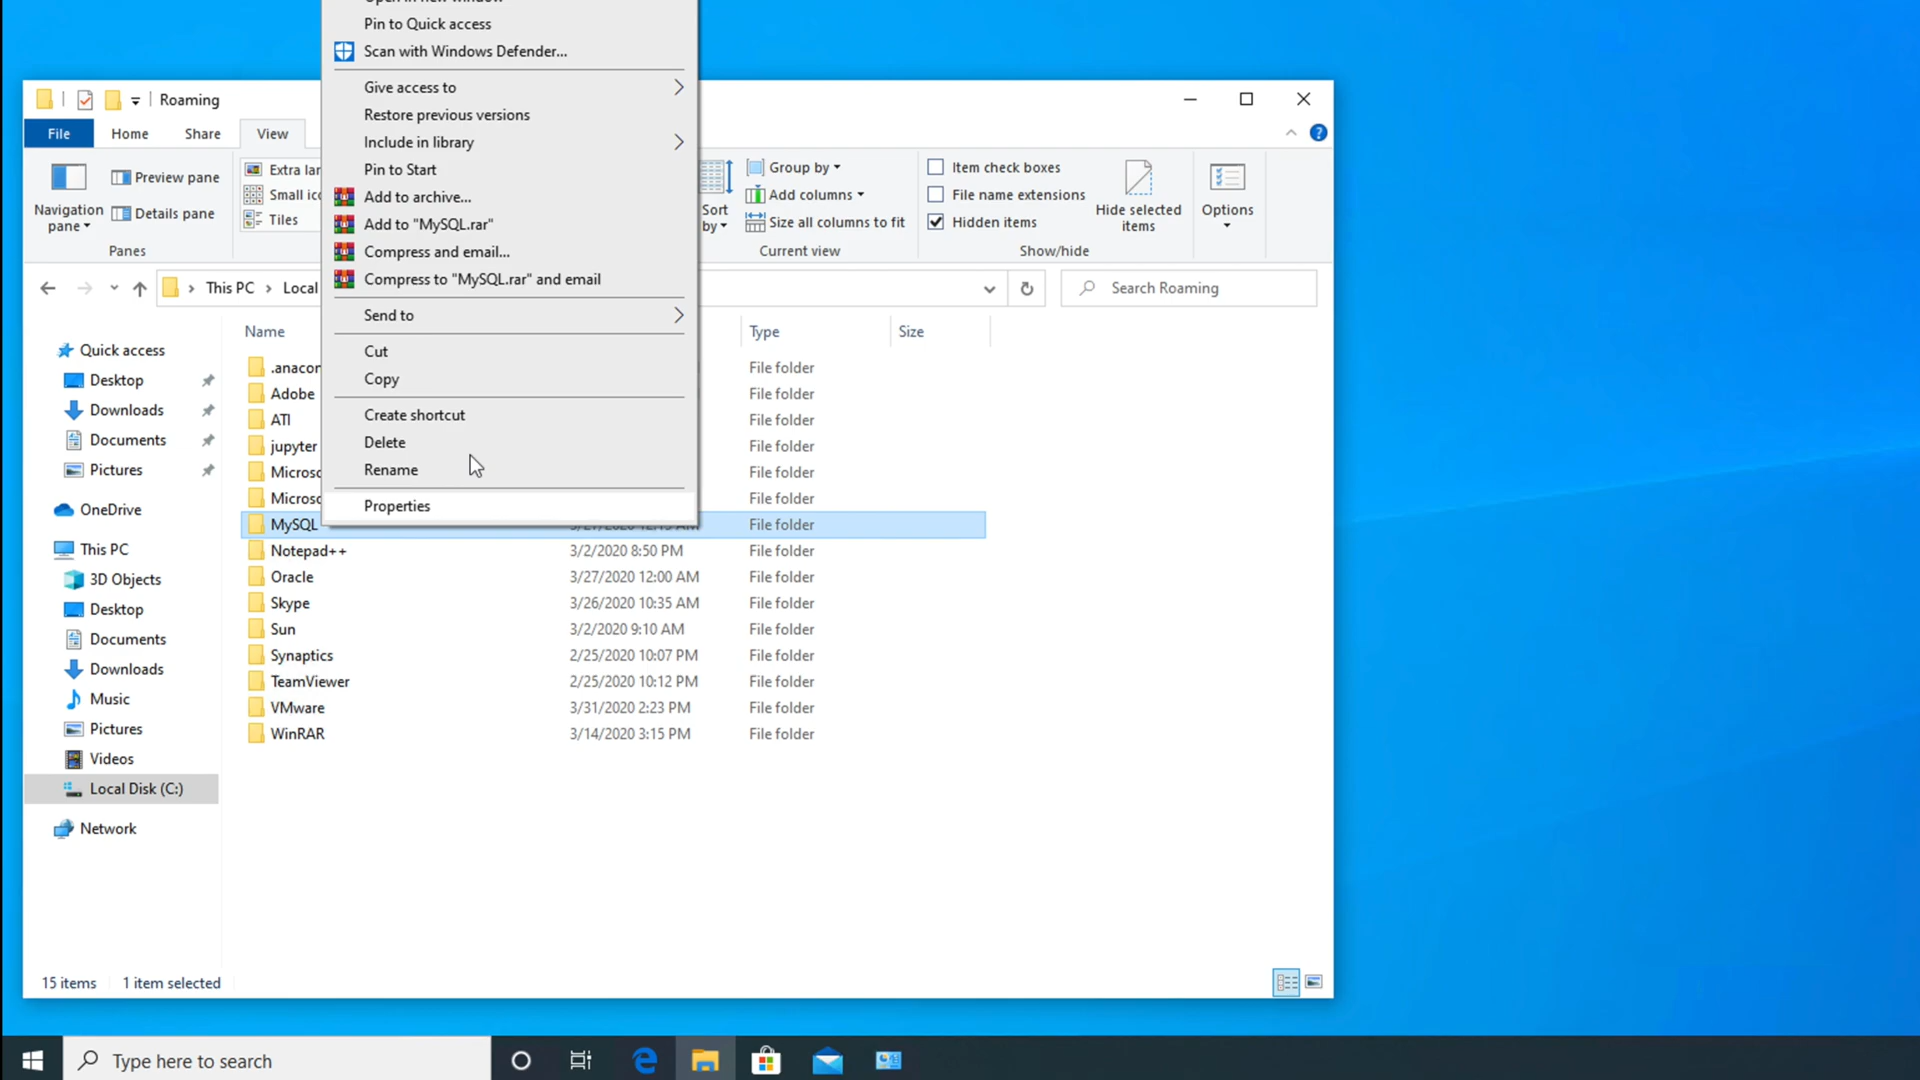 Pin to Quick access
Scan with Windows Defender...
Give access to
Restore previous versions
Include in library
Pin to Start
Add to archive...
Add to "MySQL.rar"
Compress and email...
Compress to "MySQL.rar" and email
Send to
Cut
Copy
Create shortcut
Delete
Rename
Properties
Roaming
File
Home
Share
View
Navigation
pane
Preview pane
Details pane
Panes
Extra lar
Small ico
Tiles
Sort
by
Group by
Add columns
Size all columns to fit
Current view
Item check boxes
File name extensions
Hidden items
Hide selected
items
Show/hide
Options
This PC
Local
Search Roaming
Quick access
Desktop
Downloads
Documents
Pictures
OneDrive
This PC
3D Objects
Desktop
Documents
Downloads
Music
Pictures
Videos
Local Disk (C:)
Network
Name Type Size
.anacon File folder
Adobe File folder
ATI File folder
jupyter File folder
Microso File folder
Microso File folder
MySQL File folder
Notepad++ 3/2/2020 8:50 PM File folder
Oracle 3/27/2020 12:00 AM File folder
Skype 3/26/2020 10:35 AM File folder
Sun 3/2/2020 9:10 AM File folder
Synaptics 2/25/2020 10:07 PM File folder
TeamViewer 2/25/2020 10:12 PM File folder
VMware 3/31/2020 2:23 PM File folder
WinRAR 3/14/2020 3:15 PM File folder
15 items 1 item selected
Type here to search